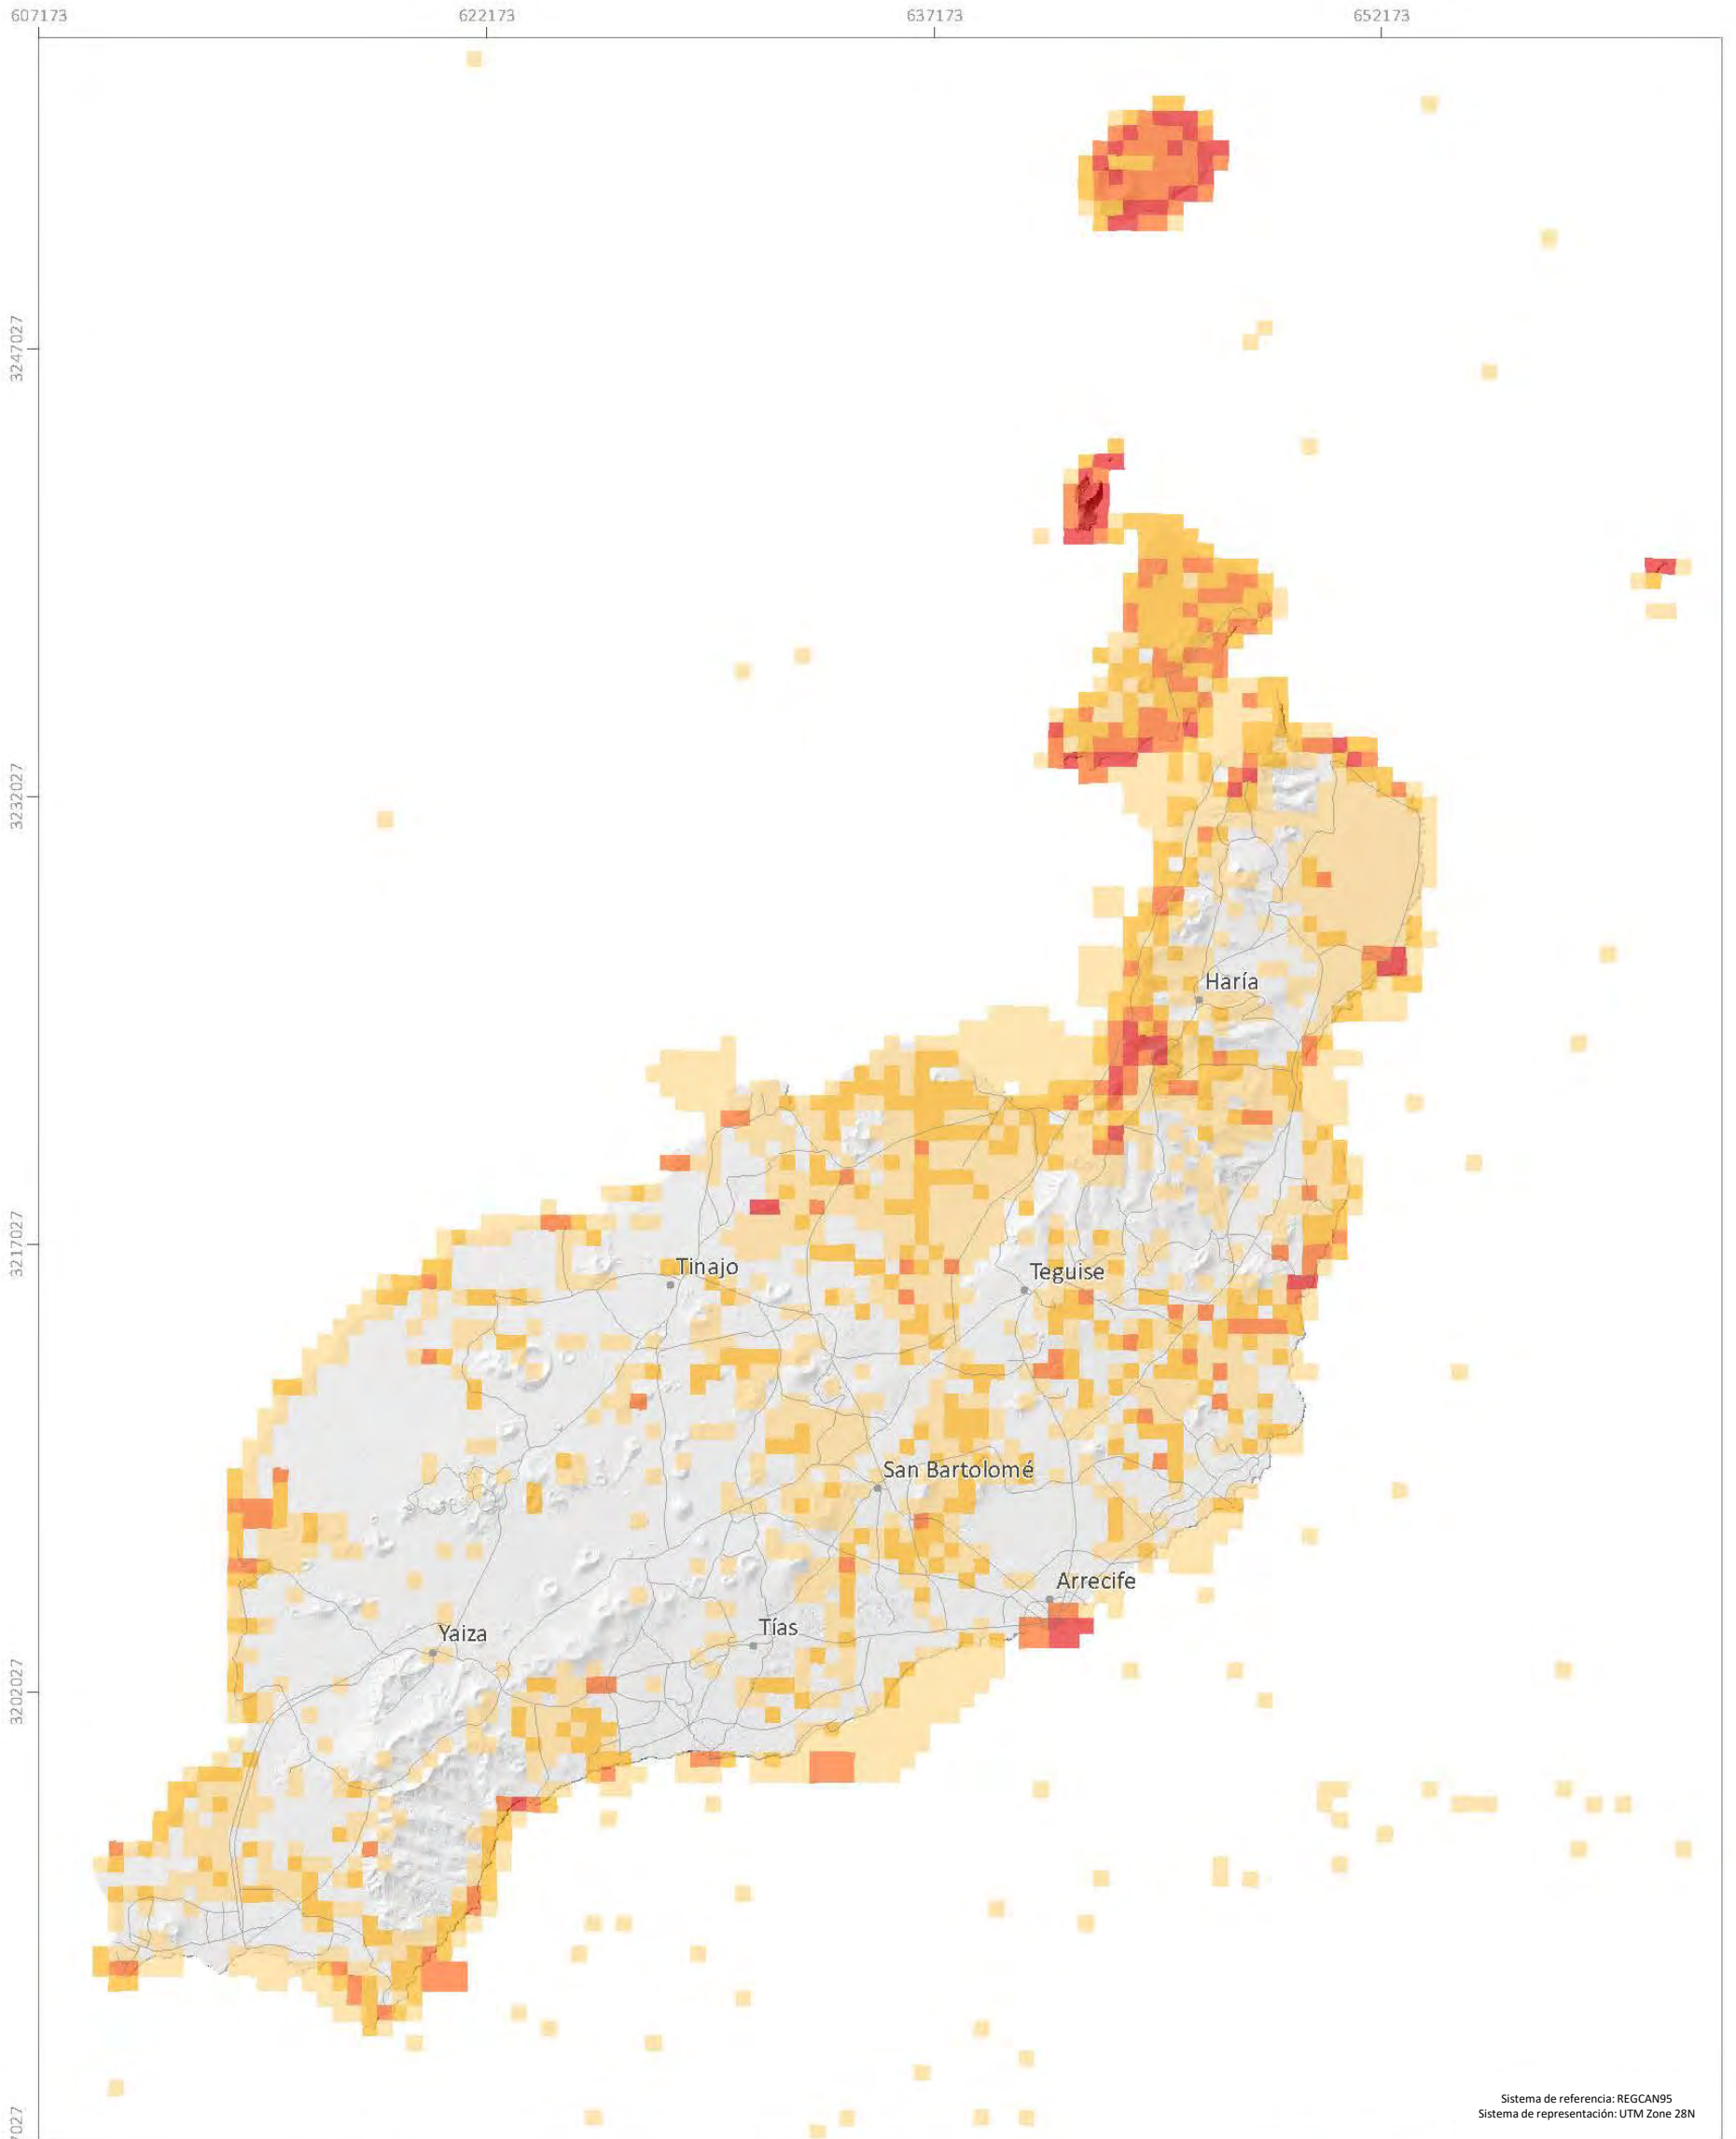 607173
622173
637173
652173
3247027
3232027
Haría
Tinajo
Teguise
3217027
San Bartolomé
Arrecife
Yaiza
Tías
3202027
Sistema de referencia: REGCAN95
Sistema de representación: UTM Zone 28N
7027